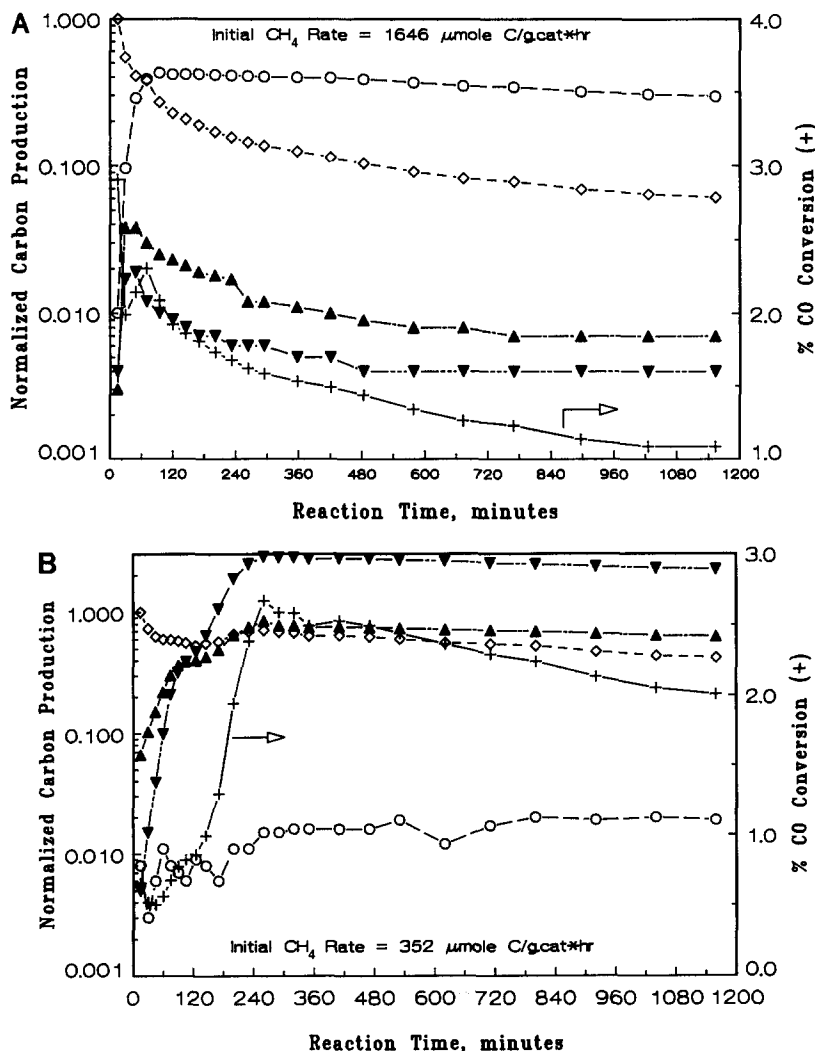 A
Initial CH₄ Rate = 1646 μmole C/g.cat*hr
1.000
0.100
0.010
0.001
Normalized Carbon Production
4.0
3.0
2.0
1.0
% CO Conversion (+)
0 120 240 360 480 600 720 840 960 1080 1200
Reaction Time, minutes
B
1.000
0.100
0.010
0.001
Normalized Carbon Production
3.0
2.0
1.0
0.0
% CO Conversion (+)
Initial CH₄ Rate = 352 μmole C/g.cat*hr
0 120 240 360 480 600 720 840 960 1080 1200
Reaction Time, minutes